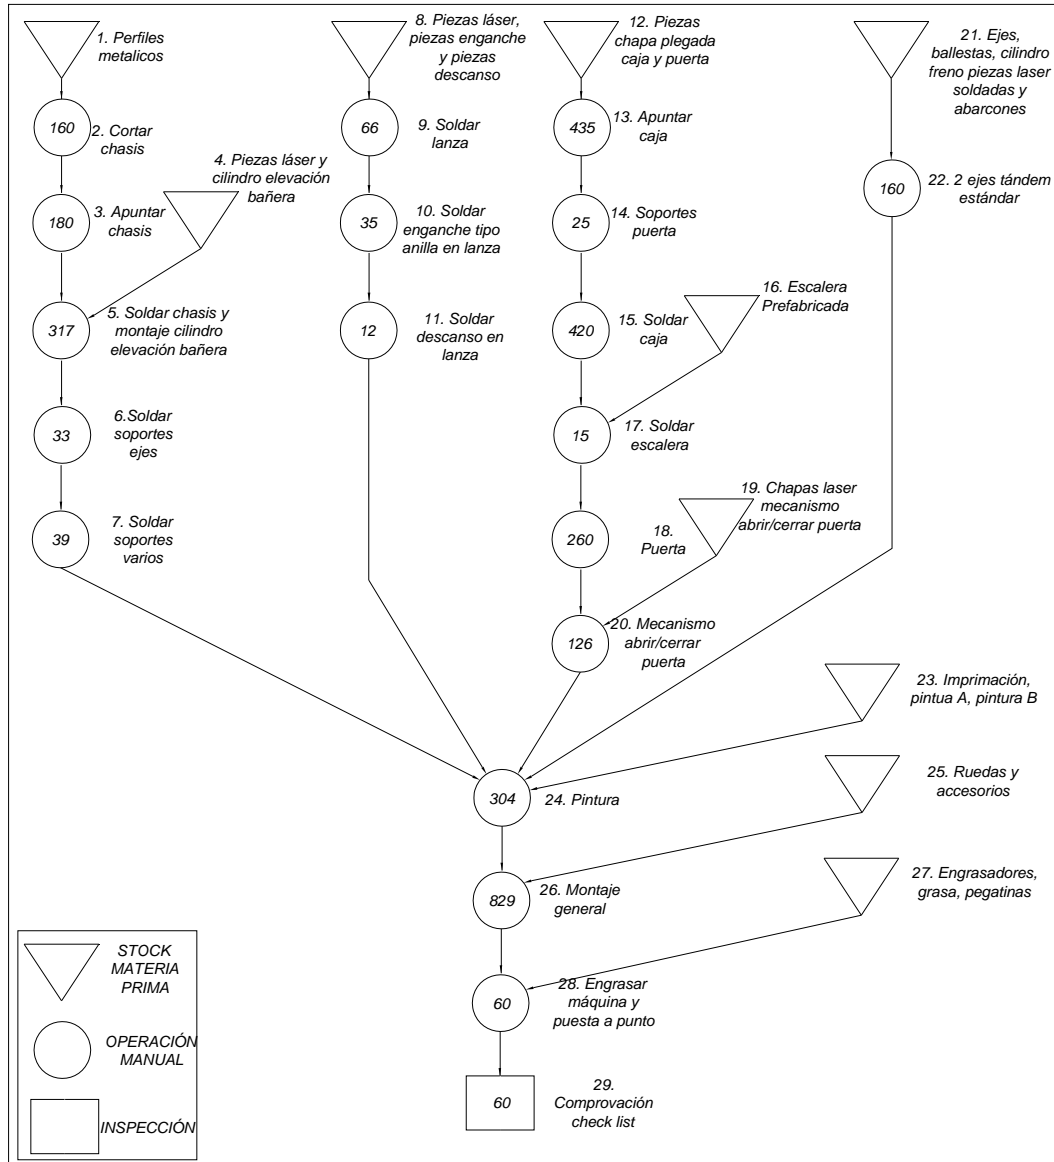 1. Perfiles
metalicos
160
2. Cortar
chasis
180
3. Apuntar
chasis
4. Piezas láser y
cilindro elevación
bañera
317
5. Soldar chasis y
montaje cilindro
elevación bañera
33
6.Soldar
soportes
ejes
39
7. Soldar
soportes
varios
8. Piezas láser,
piezas enganche
y piezas
descanso
66
9. Soldar
lanza
35
10. Soldar
enganche tipo
anilla en lanza
12
11. Soldar
descanso en
lanza
12. Piezas
chapa plegada
caja y puerta
435
13. Apuntar
caja
25
14. Soportes
puerta
420
15. Soldar
caja
16. Escalera
Prefabricada
15
17. Soldar
escalera
260
18.
Puerta
19. Chapas laser
mecanismo
abrir/cerrar puerta
126
20. Mecanismo
abrir/cerrar
puerta
21. Ejes,
ballestas, cilindro
freno piezas laser
soldadas y
abarcones
160
22. 2 ejes tándem
estándar
23. Imprimación,
pintua A, pintura B
304
24. Pintura
25. Ruedas y
accesorios
829
26. Montaje
general
27. Engrasadores,
grasa, pegatinas
60
28. Engrasar
máquina y
puesta a punto
60
29.
Comprovación
check list
STOCK
MATERIA
PRIMA
OPERACIÓN
MANUAL
INSPECCIÓN